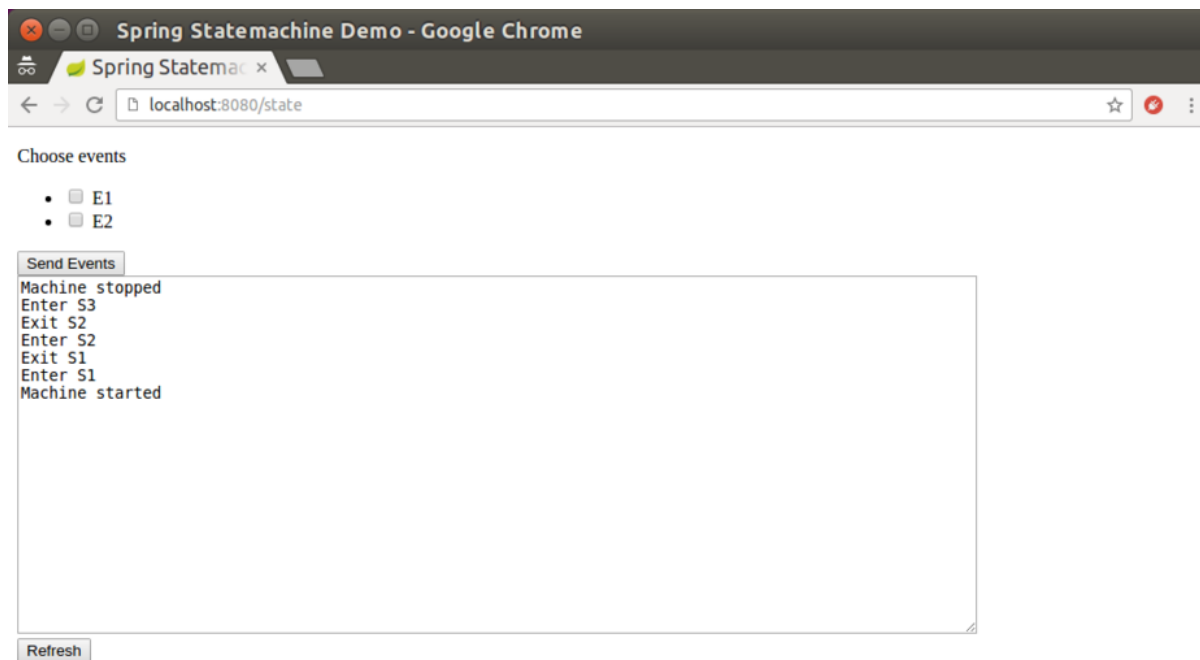 Spring Statemachine Demo - Google Chrome
Spring Statemac
localhost:8080/state
Choose events
E1
E2
Send Events
Machine stopped
Enter S3
Exit S2
Enter S2
Exit S1
Enter S1
Machine started
Refresh